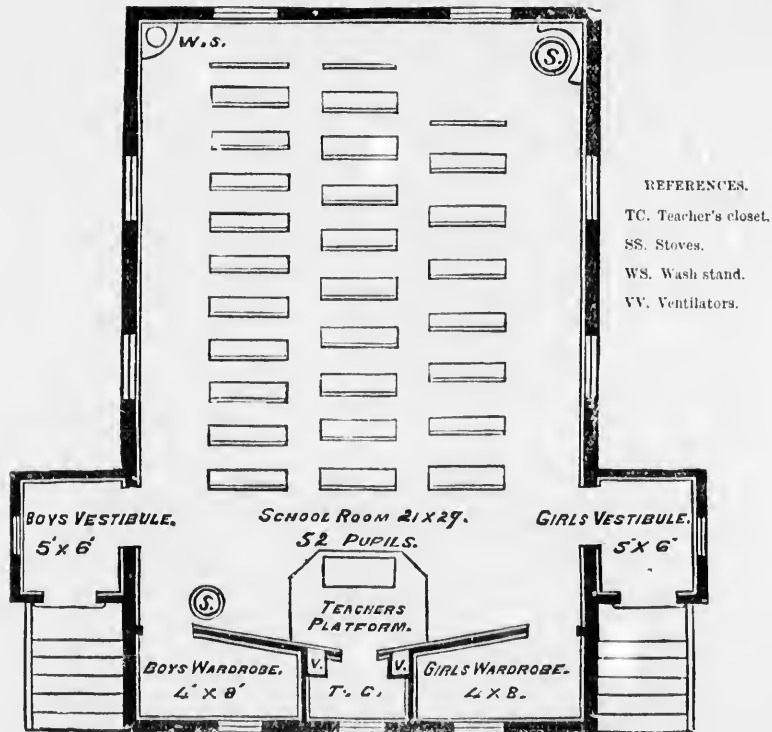 W.S.
S.
REFERENCES.
TC. Teacher's closet.
SS. Stoves.
WS. Wash stand.
VV. Ventilators.
BOYS VESTIBULE.
5' X 6'
SCHOOL ROOM 21 X 29.
52 PUPILS.
GIRLS VESTIBULE.
5' X 6'
S.
TEACHERS
PLATFORM.
BOYS WARDROBE.
4' X 8'
V.
T. C.
V.
GIRLS WARDROBE.
4 X 8.